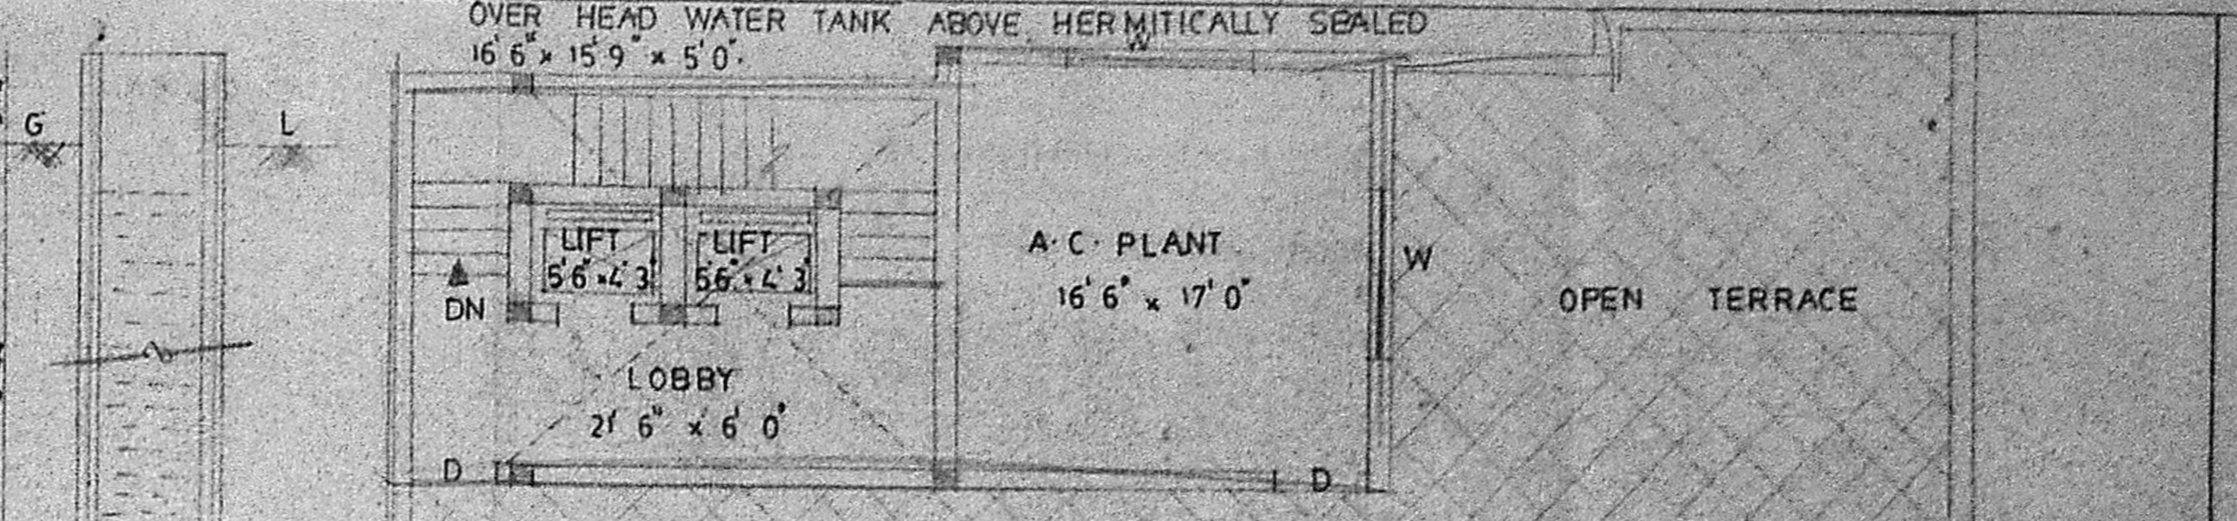 OVER HEAD WATER TANK ABOVE HERMITICALLY SEALED
16' 6" x 15' 9" x 5' 0".
W
G L
LIFT LIFT
5' 6" x 4' 3" 5' 6" x 4' 3"
DN
A·C· PLANT
16' 6" x 17' 0"
W
OPEN TERRACE
LOBBY
21' 6" x 6' 0"
D D